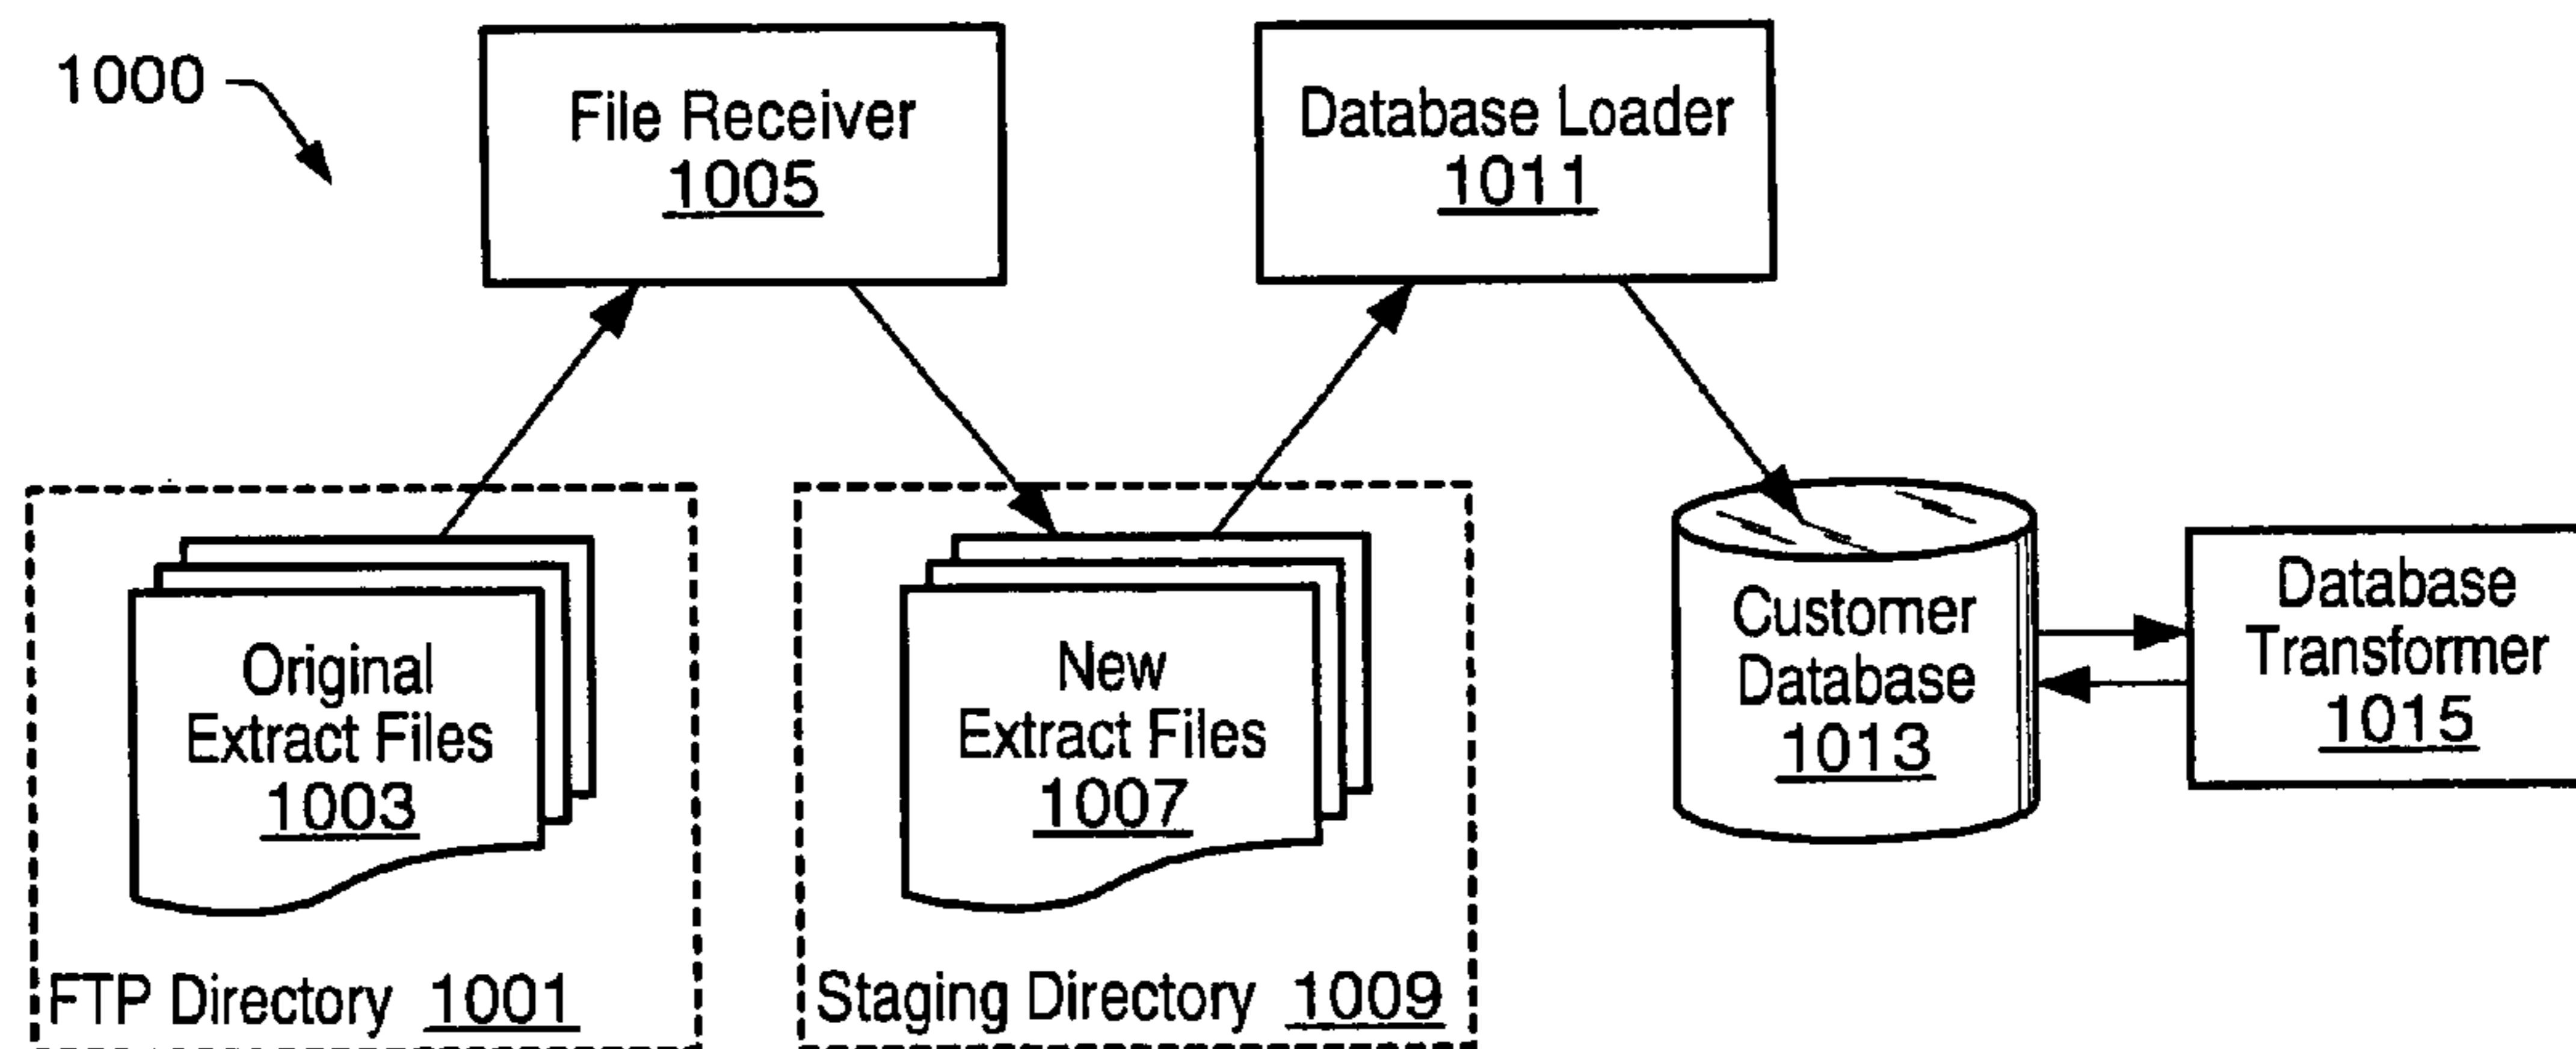 1000
File Receiver
1005
Database Loader
1011
Original
Extract Files
1003
FTP Directory 1001
New
Extract Files
1007
Staging Directory 1009
Customer
Database
1013
Database
Transformer
1015